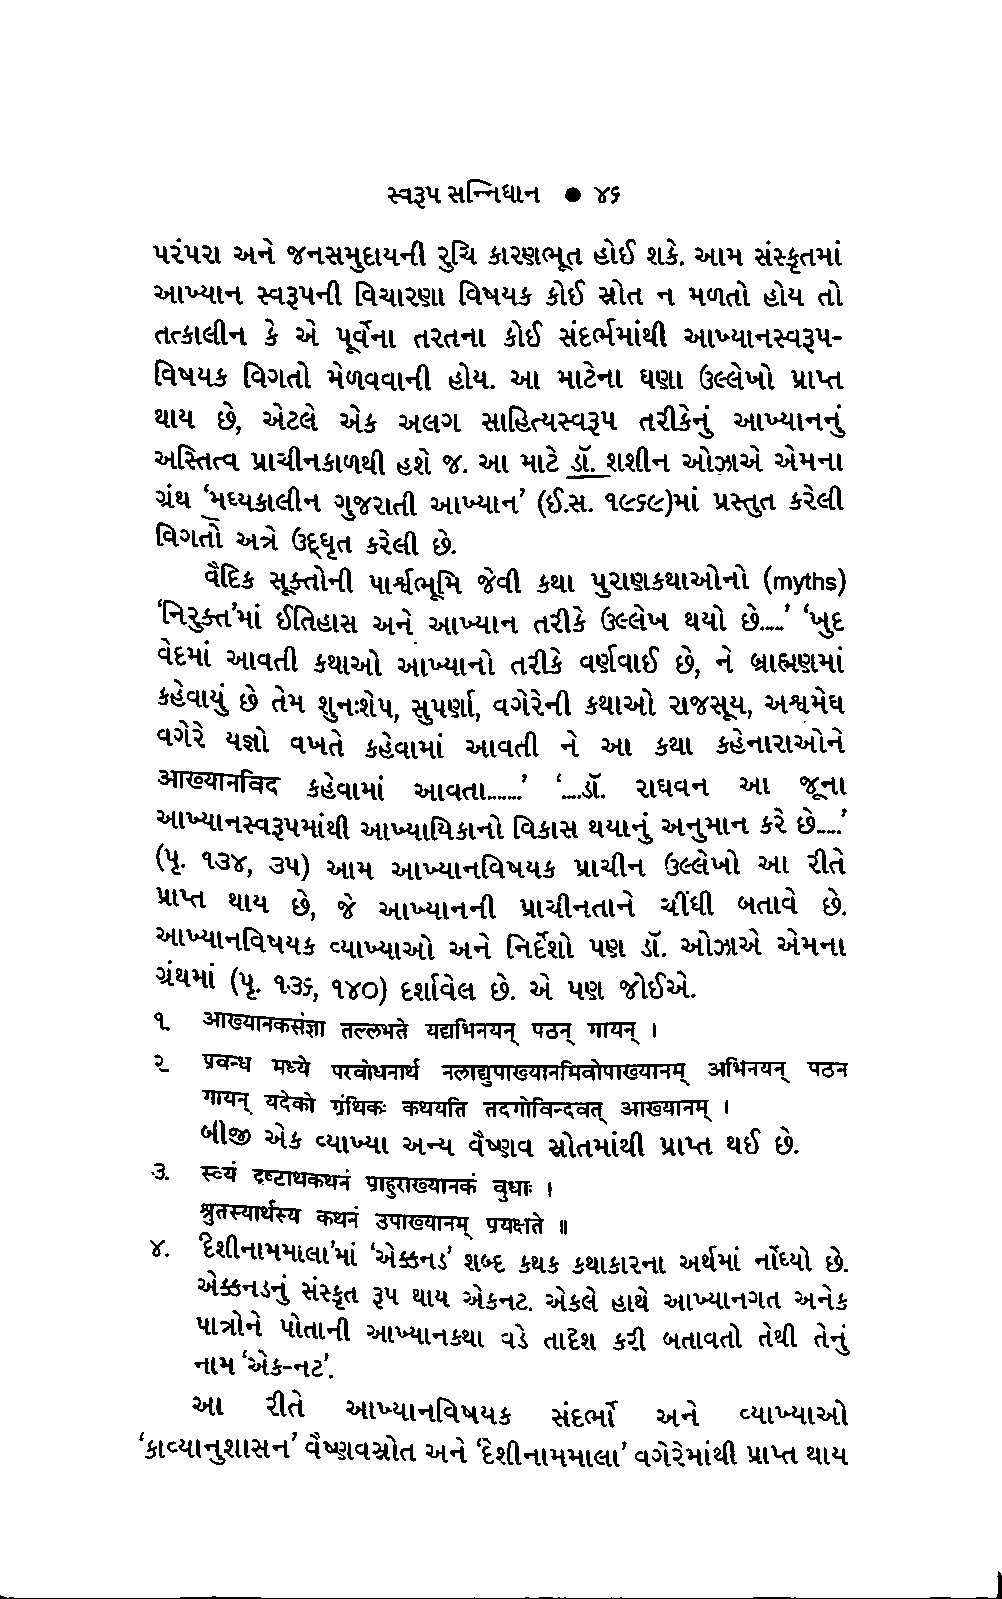 સ્વરૂપ સન્નિધાન ● ૪૬
પરંપરા અને જનસમુદાયની રુચિ કારણભૂત હોઈ શકે. આમ સંસ્કૃતમાં
આખ્યાન સ્વરૂપની વિચારણા વિષયક કોઈ સ્રોત ન મળતો હોય તો
તત્કાલીન કે એ પૂર્વેના તરતના કોઈ સંદર્ભમાંથી આખ્યાનસ્વરૂપ-
વિષયક વિગતો મેળવવાની હોય. આ માટેના ઘણા ઉલ્લેખો પ્રાપ્ત
થાય છે, એટલે એક અલગ સાહિત્યસ્વરૂપ તરીકેનું આખ્યાનનું
અસ્તિત્વ પ્રાચીનકાળથી હશે જ. આ માટે ડૉ. શશીન ઓઝાએ એમના
ગ્રંથ ‘મધ્યકાલીન ગુજરાતી આખ્યાન’ (ઈ.સ. ૧૯૬૯)માં પ્રસ્તુત કરેલી
વિગતો અત્રે ઉદ્ધૃત કરેલી છે.
વૈદિક સૂક્તોની પાર્શ્વભૂમિ જેવી કથા પુરાણકથાઓનો (myths)
‘નિરુક્ત’માં ઈતિહાસ અને આખ્યાન તરીકે ઉલ્લેખ થયો છે.....’ ‘ખુદ
વેદમાં આવતી કથાઓ આખ્યાનો તરીકે વર્ણવાઈ છે, ને બ્રાહ્મણમાં
કહેવાયું છે તેમ શુનઃશેપ, સુપર્ણા, વગેરેની કથાઓ રાજસૂય, અશ્વમેઘ
વગેરે યજ્ઞો વખતે કહેવામાં આવતી ને આ કથા કહેનારાઓને
आख्यानविद કહેવામાં આવતા.......’ ‘....ડૉ. રાઘવન આ જૂના
આખ્યાનસ્વરૂપમાંથી આખ્યાયિકાનો વિકાસ થયાનું અનુમાન કરે છે.....’
(પૃ. ૧૩૪, ૩૫) આમ આખ્યાનવિષયક પ્રાચીન ઉલ્લેખો આ રીતે
પ્રાપ્ત થાય છે, જે આખ્યાનની પ્રાચીનતાને ચીંધી બતાવે છે.
આખ્યાનવિષયક વ્યાખ્યાઓ અને નિર્દેશો પણ ડૉ. ઓઝાએ એમના
ગ્રંથમાં (પૃ. ૧૩૬, ૧૪૦) દર્શાવેલ છે. એ પણ જોઈએ.
૧. आख्यानकसंज्ञा तल्लभते यद्यभिनयन् पठन् गायन् ।
૨. प्रवन्ध मध्ये परवोधनार्थ नलाद्युपाख्यानमिवोपाख्यानम् अभिनयन् पठन
गायन् यदेको ग्रंथिकः कथयति तदगोविन्दवत् आख्यानम् ।
બીજી એક વ્યાખ્યા અન્ય વૈષ્ણવ સ્રોતમાંથી પ્રાપ્ત થઈ છે.
૩. स्व्यं द्रष्टाथकथनं प्राहुराख्यानकं वुधाः ।
श्रुतस्यार्थस्य कथनं उपाख्यानम् प्रयक्षते ॥
૪. ‘દેશીનામમાલા’માં ‘એક્કનડ’ શબ્દ કથક કથાકારના અર્થમાં નોંધ્યો છે.
એક્કનડનું સંસ્કૃત રૂપ થાય એકનટ. એકલે હાથે આખ્યાનગત અનેક
પાત્રોને પોતાની આખ્યાનકથા વડે તાદૃેશ કરી બતાવતો તેથી તેનું
નામ ‘એક-નટ’.
આ રીતે આખ્યાનવિષયક સંદર્ભો અને વ્યાખ્યાઓ
‘કાવ્યાનુશાસન’ વૈષ્ણવસ્રોત અને ‘દેશીનામમાલા’ વગેરેમાંથી પ્રાપ્ત થાય